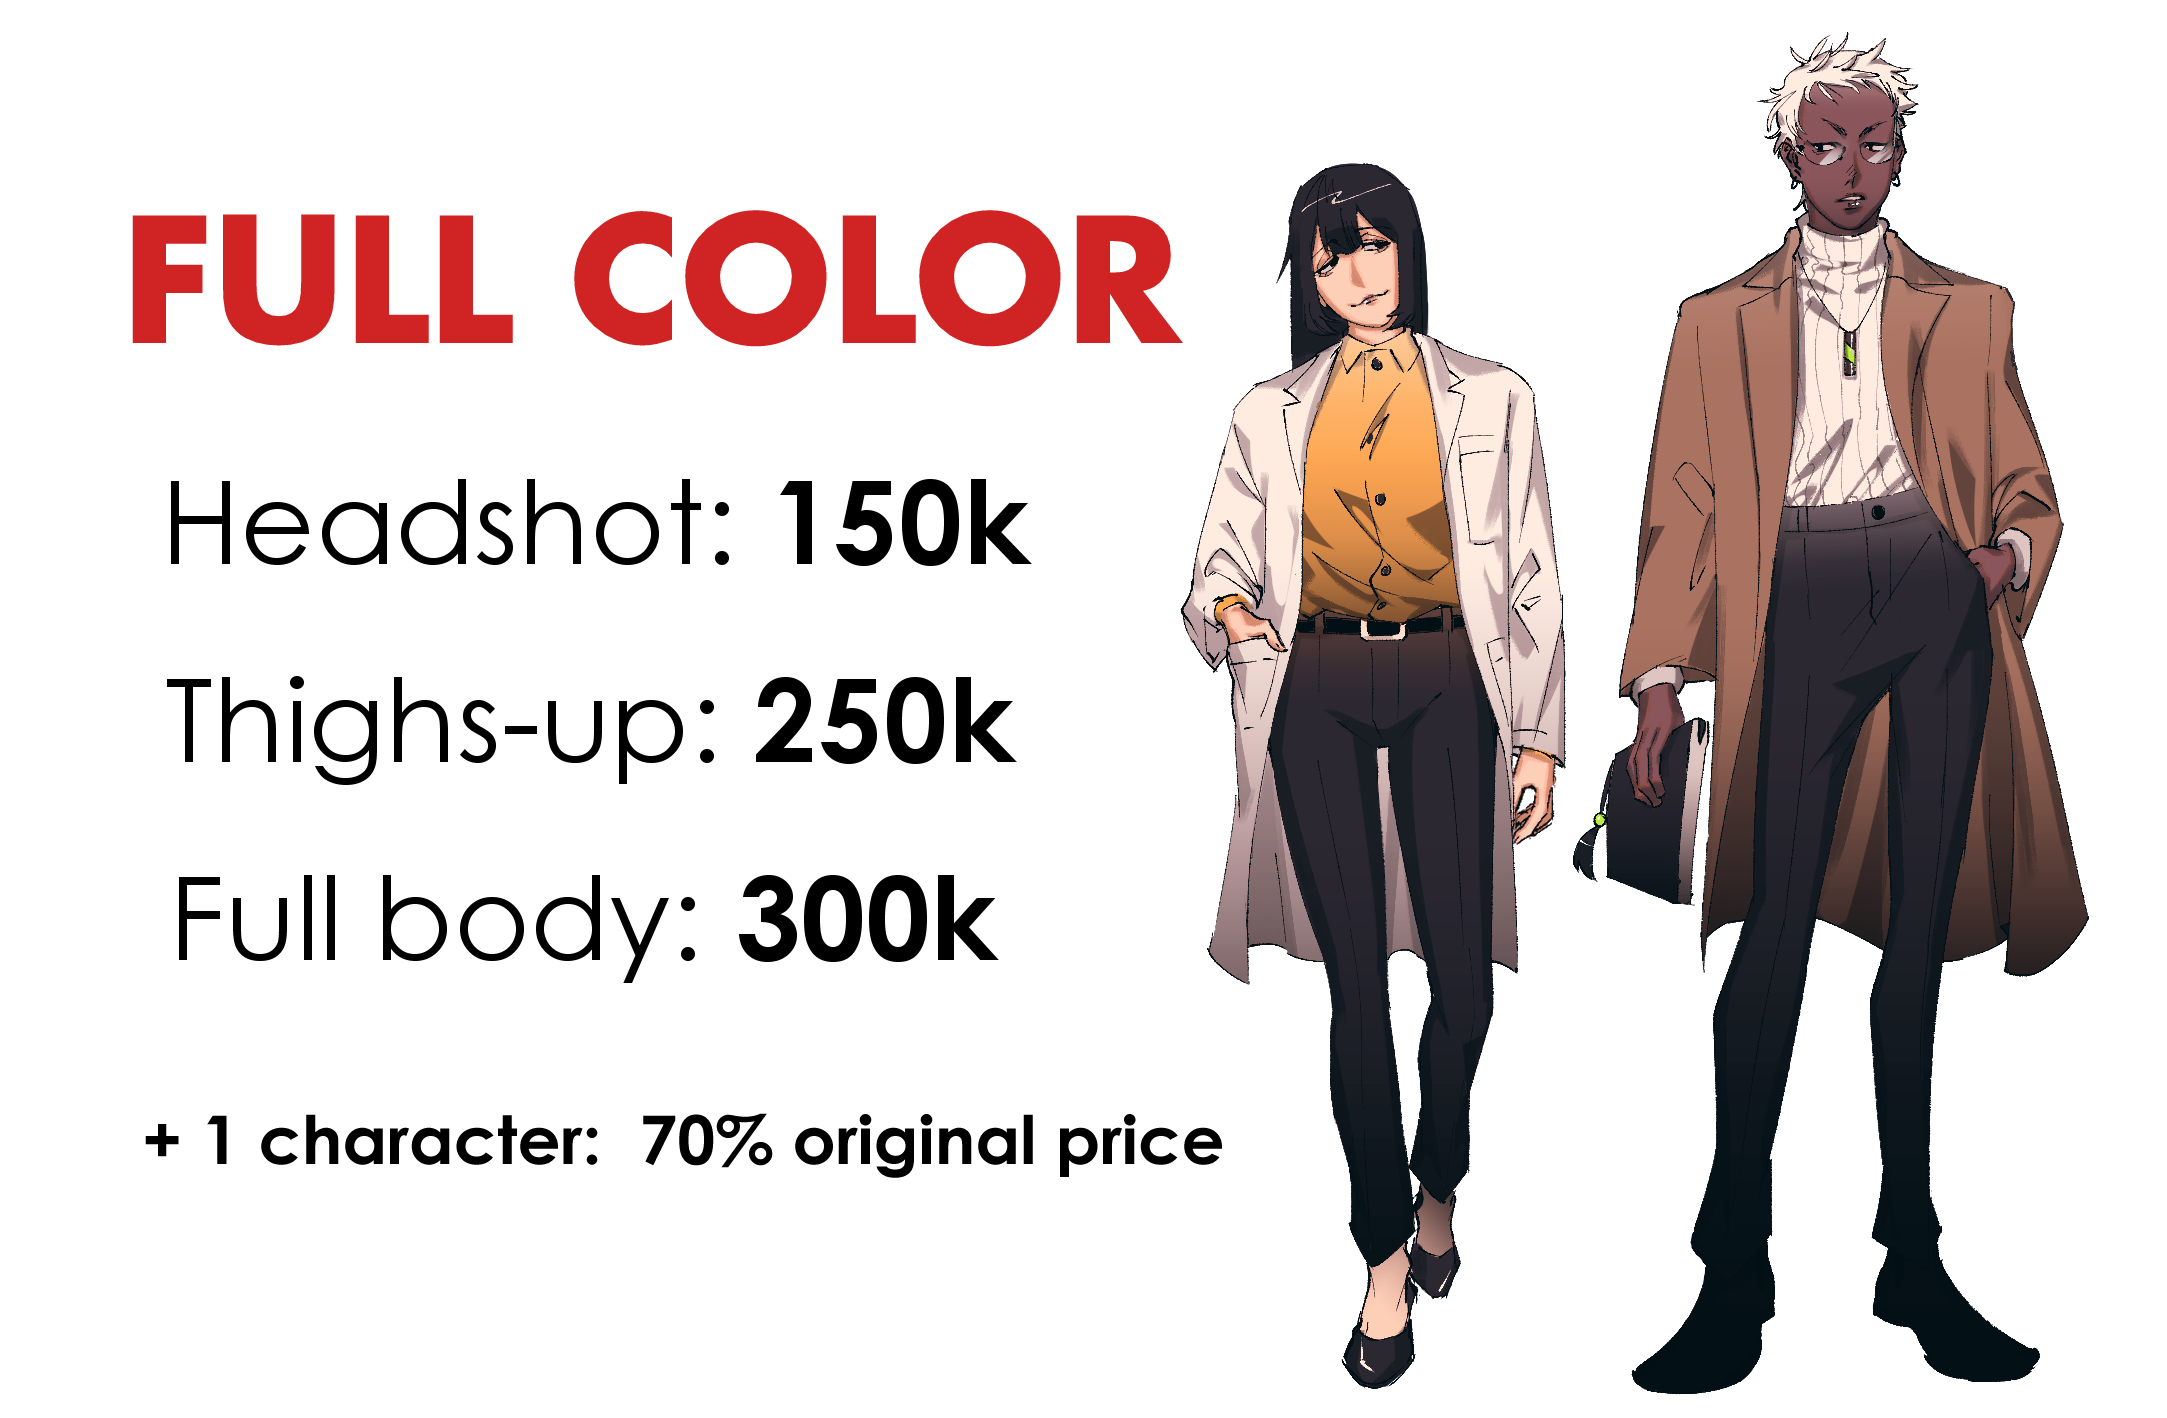 FULL COLOR
Headshot: 150k
Thighs-up: 250k
Full body: 300k
+ 1 character: 70% original price